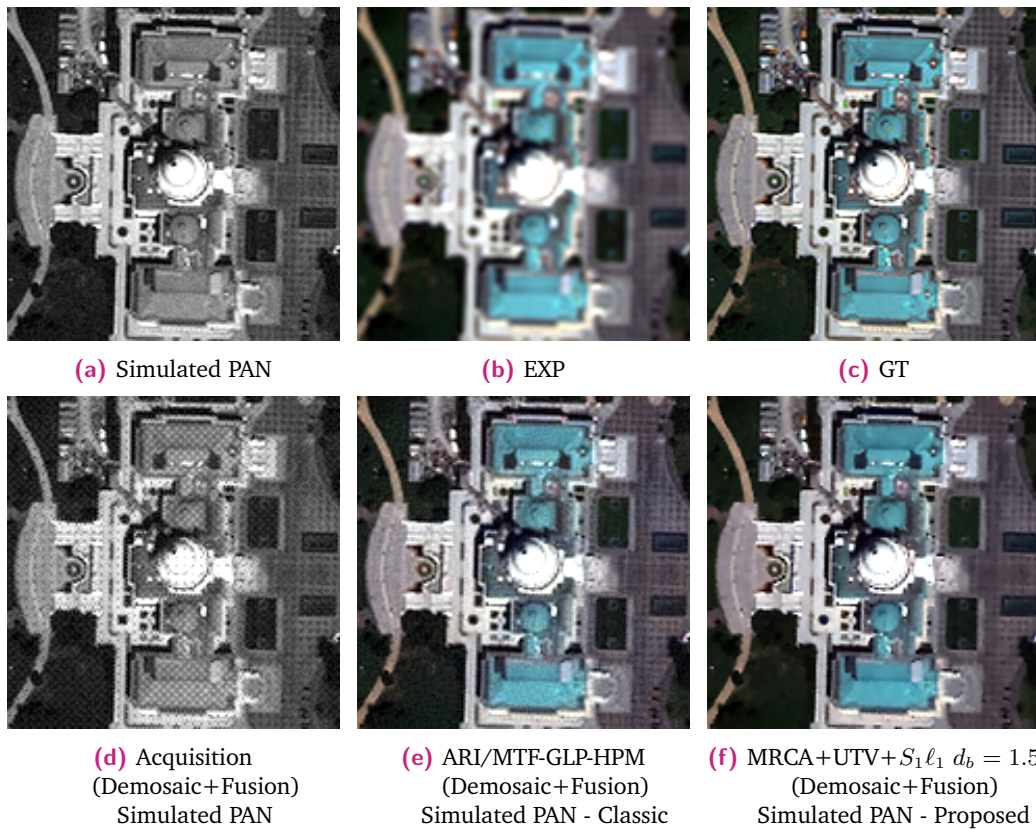 (a) Simulated PAN
(b) EXP
(c) GT
(d) Acquisition
(Demosaic+Fusion)
Simulated PAN
(e) ARI/MTF-GLP-HPM
(Demosaic+Fusion)
Simulated PAN - Classic
(f) MRCA+UTV+S₁ℓ₁ d_b = 1.5
(Demosaic+Fusion)
Simulated PAN - Proposed